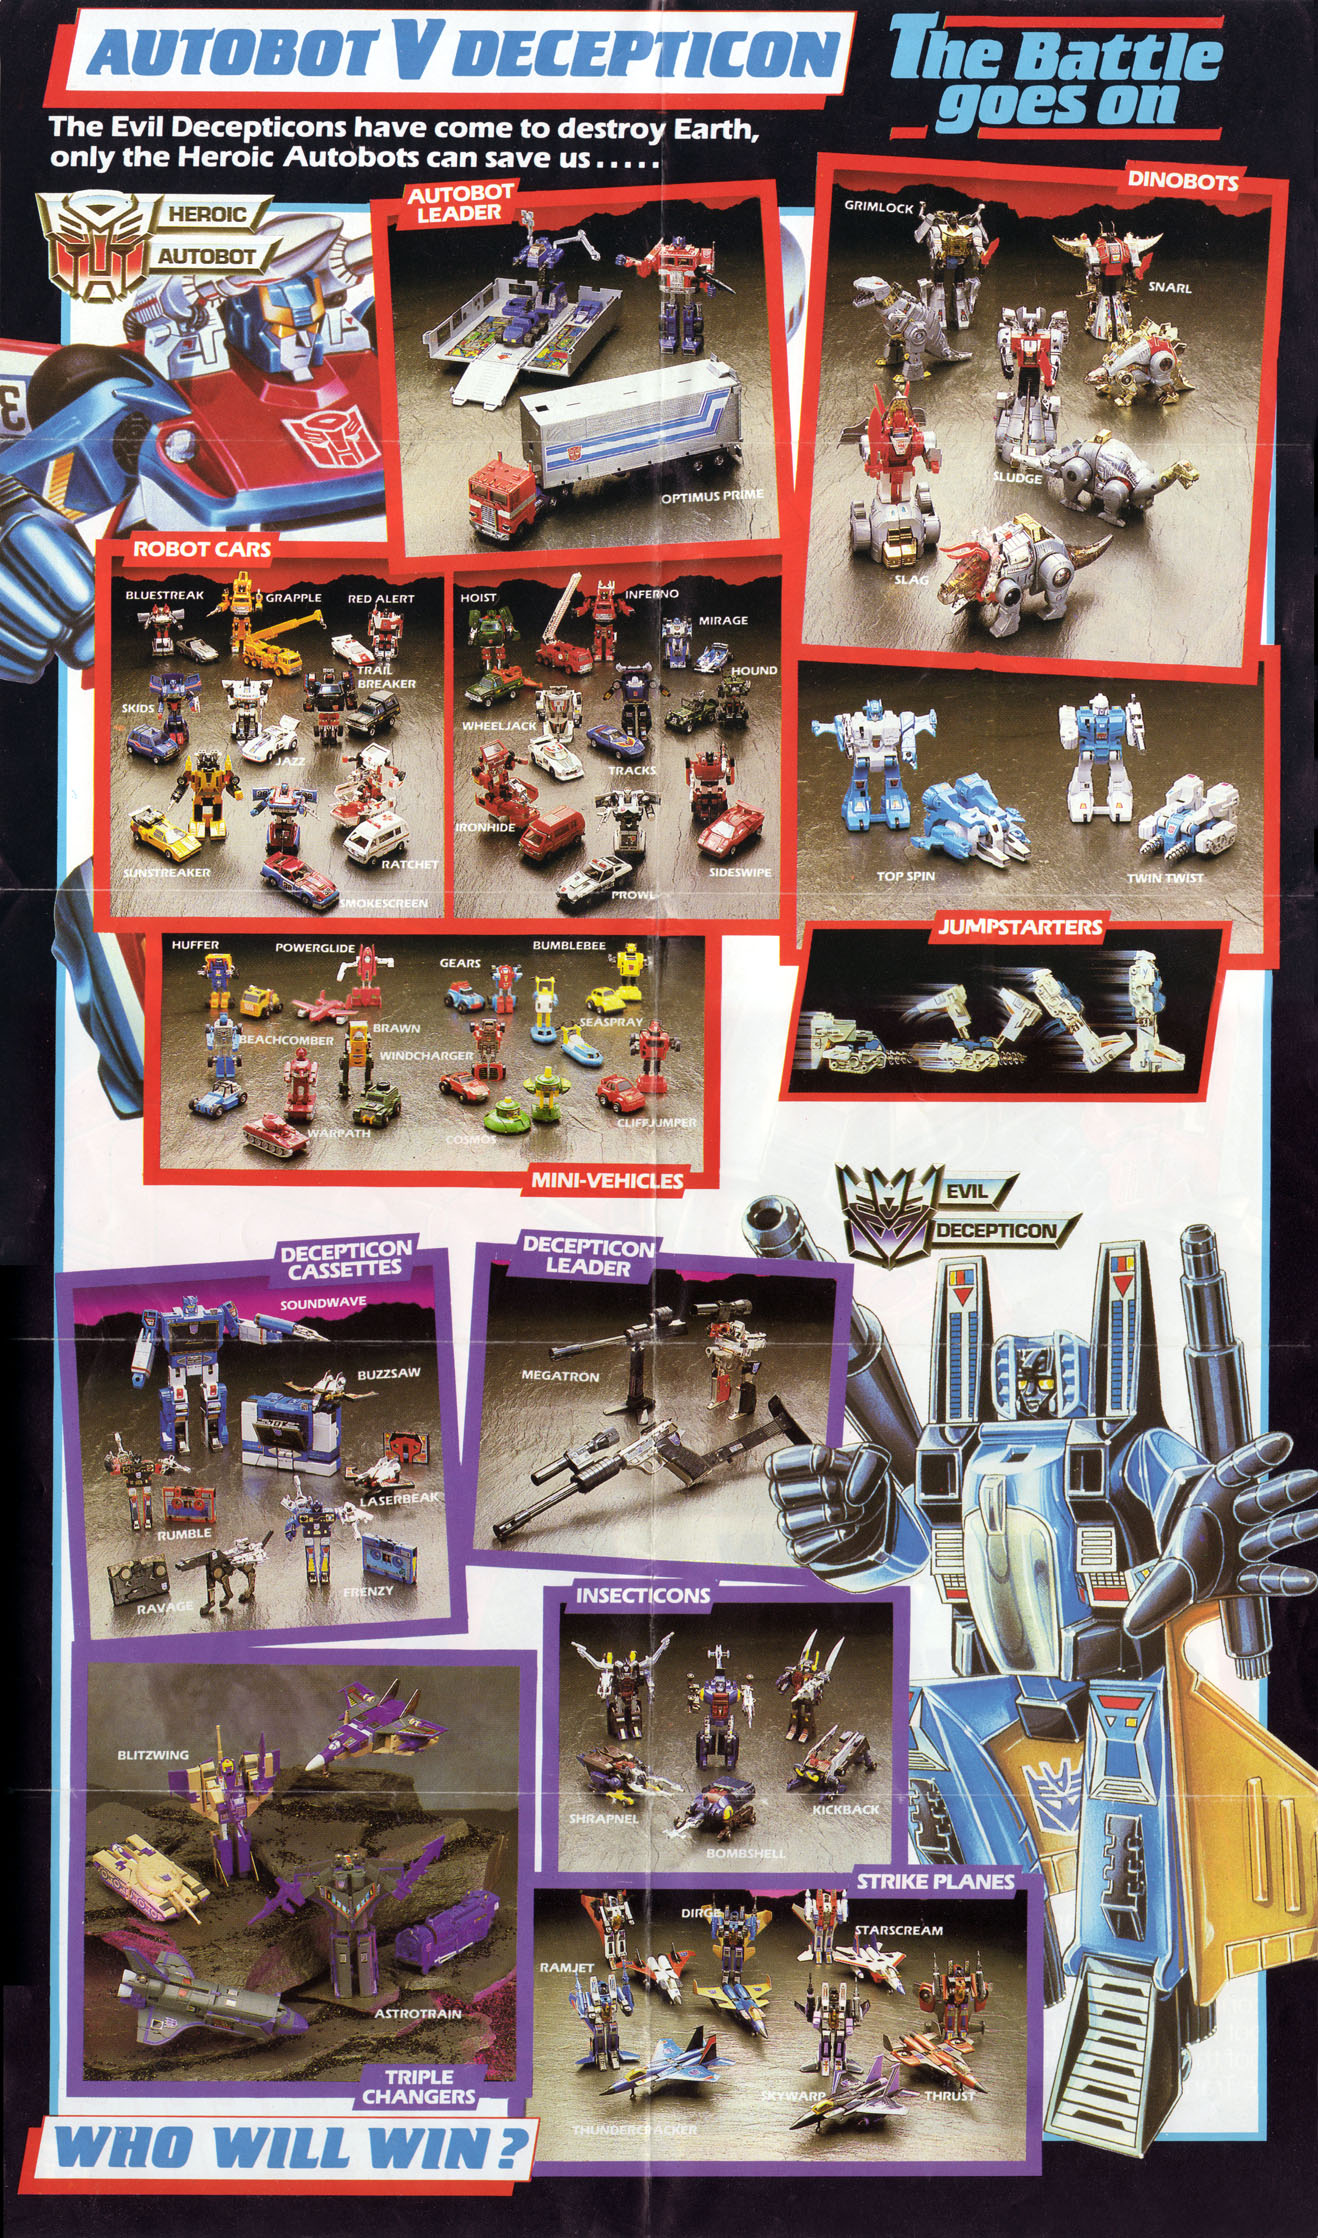 AUTOBOT V DECEPTICON
The Battle
goes on
The Evil Decepticons have come to destroy Earth,
only the Heroic Autobots can save us.....
HEROIC
AUTOBOT
AUTOBOT
LEADER
OPTIMUS PRIME
DINOBOTS
GRIMLOCK
SNARL
SLUDGE
SLAG
ROBOT CARS
BLUESTREAK
GRAPPLE
RED ALERT
TRAIL
BREAKER
SKIDS
JAZZ
SUNSTREAKER
RATCHET
SMOKESCREEN
HOIST
INFERNO
MIRAGE
HOUND
WHEELJACK
TRACKS
IRONHIDE
SIDESWIPE
PROWL
TOP SPIN
TWIN TWIST
JUMPSTARTERS
HUFFER
POWERGLIDE
GEARS
BUMBLEBEE
SEASPRAY
BRAWN
BEACHCOMBER
WINDCHARGER
WARPATH
COSMOS
CLIFFJUMPER
MINI-VEHICLES
EVIL
DECEPTICON
DECEPTICON
CASSETTES
SOUNDWAVE
BUZZSAW
LASERBEAK
RUMBLE
RAVAGE
FRENZY
DECEPTICON
LEADER
MEGATRON
INSECTICONS
SHRAPNEL
KICKBACK
BOMBSHELL
BLITZWING
ASTROTRAIN
TRIPLE
CHANGERS
STRIKE PLANES
DIRGE
STARSCREAM
RAMJET
SKYWARP
THRUST
THUNDERCRACKER
WHO WILL WIN?